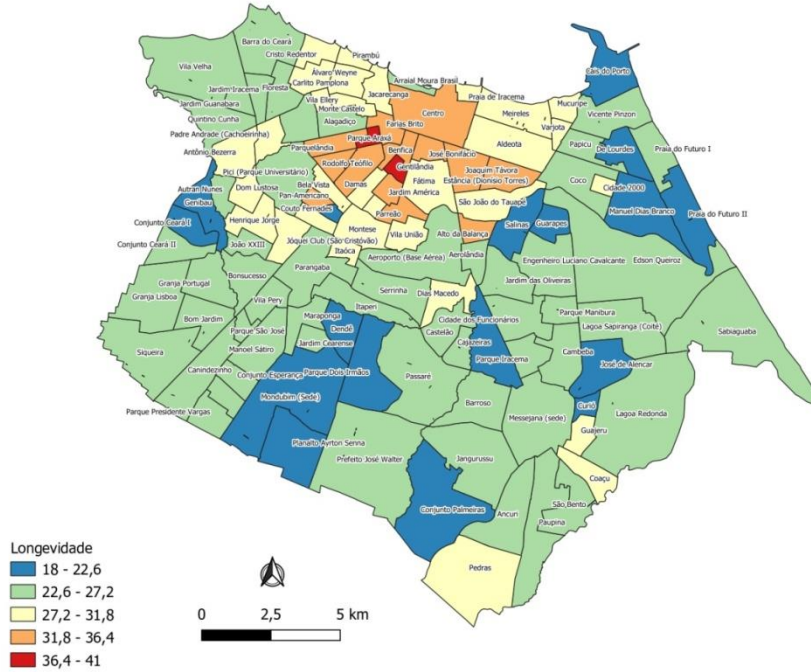 Barra do Ceará
Cristo Redentor
Pirambú
Vila Velha
Álvaro Weyne
Carlito Pamplona
Arraial Moura Brasil
Cais do Porto
Jardim Iracema
Floresta
Jacarecanga
Praia de Iracema
Mucuripe
Jardim Guanabara
Vila Ellery
Monte Castelo
Centro
Meireles
Vicente Pinzon
Quintino Cunha
Alagadiço
Farias Brito
Varjota
Padre Andrade (Cachoeirinha)
Parque Araxá
Aldeota
Papicu
De Lourdes
Praia do Futuro I
Antônio Bezerra
Parquelândia
Benfica
José Bonifácio
Rodolfo Teófilo
Gentilândia
Joaquim Távora
Pici (Parque Universitário)
Fátima
Estância (Dionísio Torres)
Coco
Cidade 2000
Autran Nunes
Dom Lustosa
Bela Vista
Pan-Americano
Damas
Jardim América
Genibau
Couto Fernades
São João do Tauape
Manuel Dias Branco
Praia do Futuro II
Conjunto Ceará I
Henrique Jorge
Parreão
Salinas
Guarapes
Montese
Vila União
Alto da Balança
Conjunto Ceará II
João XXIII
Jóquei Club (São Cristóvão)
Itaóca
Aeroporto (Base Aérea)
Aerolândia
Engenheiro Luciano Cavalcante
Edson Queiroz
Bonsucesso
Parangaba
Granja Portugal
Serrinha
Dias Macedo
Jardim das Oliveiras
Granja Lisboa
Vila Pery
Itaperi
Parque Manibura
Bom Jardim
Maraponga
Cidade dos Funcionários
Parque São José
Dendê
Castelão
Lagoa Sapiranga (Coité)
Sabiaguaba
Siqueira
Manoel Sátiro
Jardim Cearense
Cajazeiras
Parque Iracema
Cambeba
José de Alencar
Canindezinho
Conjunto Esperança
Parque Dois Irmãos
Passaré
Mondubim (Sede)
Barroso
Curió
Parque Presidente Vargas
Messejana (sede)
Lagoa Redonda
Guajeru
Planalto Ayrton Senna
Prefeito José Walter
Jangurussu
Coaçu
Conjunto Palmeiras
São Bento
Ancuri
Paupina
Pedras
Longevidade
18 - 22,6
22,6 - 27,2
27,2 - 31,8
31,8 - 36,4
36,4 - 41
0 2,5 5 km